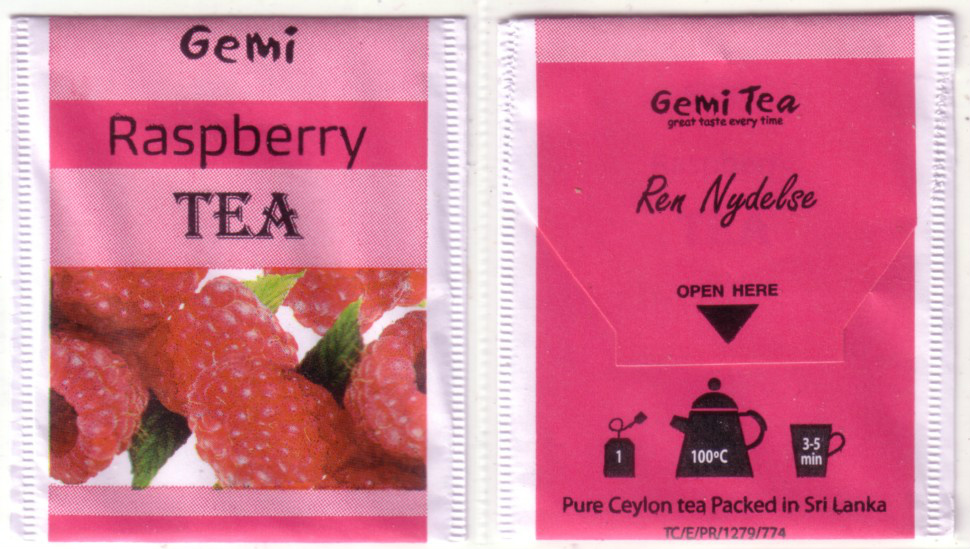 Gemi
Raspberry
TEA
Gemi Tea
great taste every time
Ren Nydelse
OPEN HERE
1
100ºC
3-5
min
Pure Ceylon tea Packed in Sri Lanka
TC/E/PR/1279/774